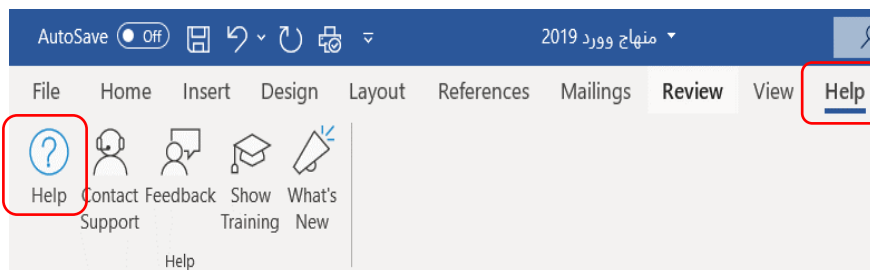 AutoSave Off منهاج وورد 2019
File Home Insert Design Layout References Mailings Review View Help
Help Contact Feedback Show What's
Support Training New
Help